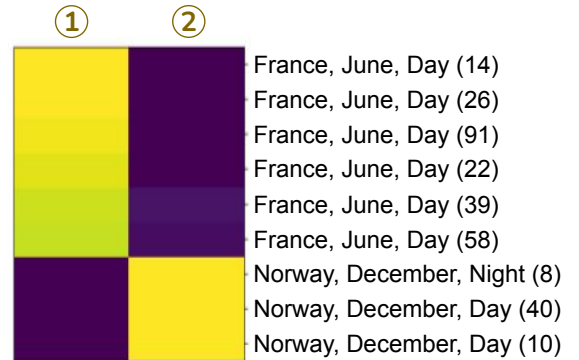 ① ②
France, June, Day (14)
France, June, Day (26)
France, June, Day (91)
France, June, Day (22)
France, June, Day (39)
France, June, Day (58)
Norway, December, Night (8)
Norway, December, Day (40)
Norway, December, Day (10)